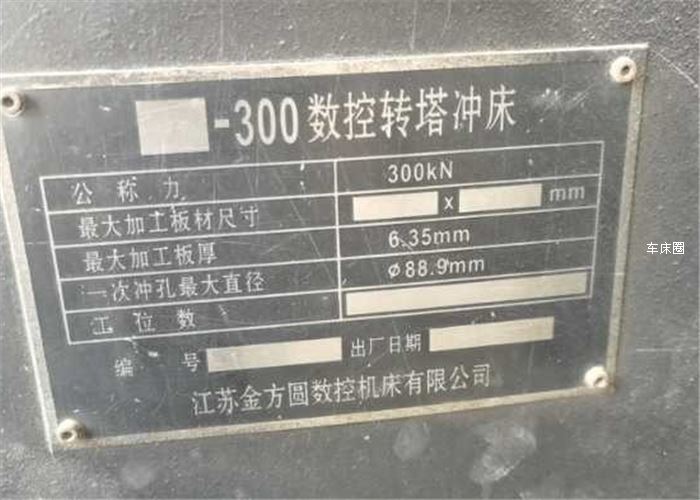 -300数控转塔冲床
公称力 300kN
最大加工板材尺寸 x mm
最大加工板厚 6.35mm
一次冲孔最大直径 φ88.9mm
工位数
编号 出厂日期
江苏金方圆数控机床有限公司
车床圈